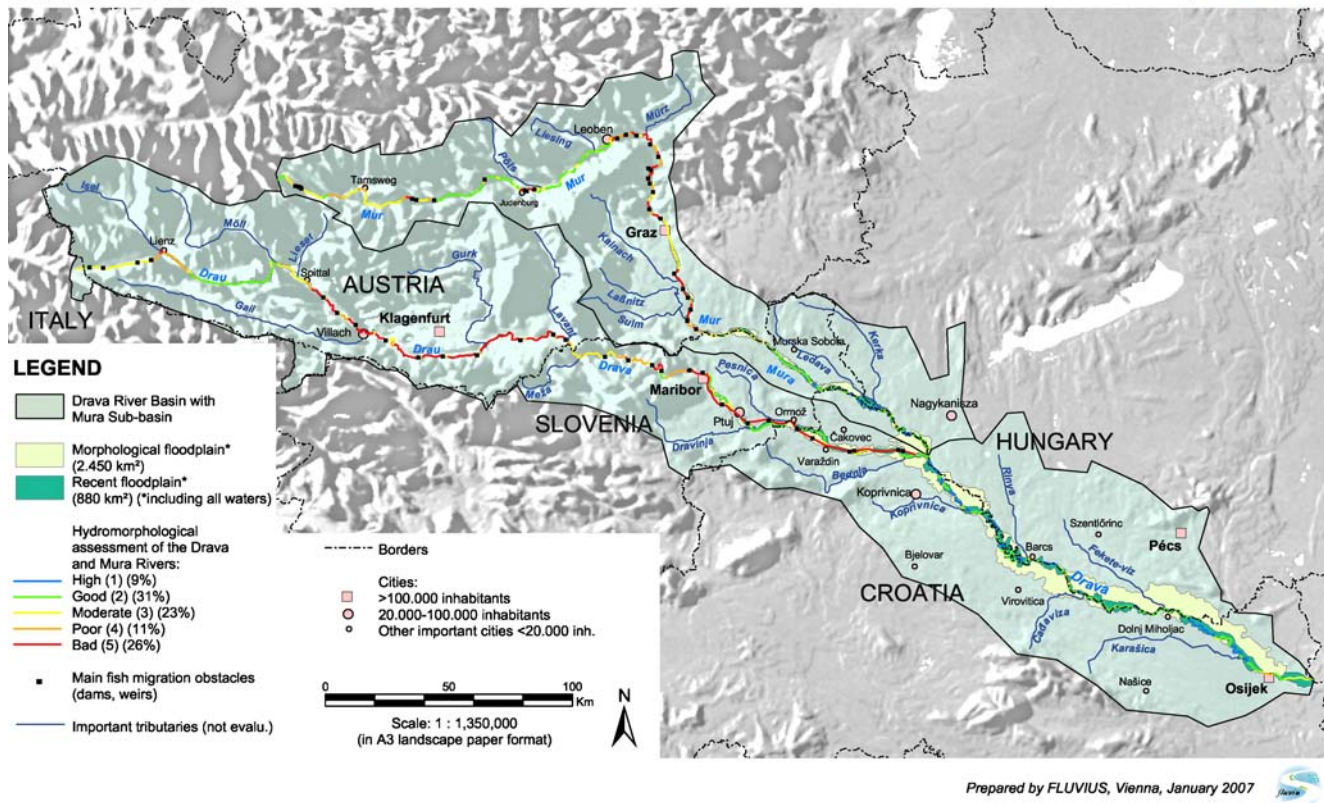 Mürz
Leoben
Liesing
Pöls
Mur
Tamsweg
Judenburg
Mur
Isel
Möll
Lieser
Lienz
Drau
Spittal
Gurk
Kainach
Graz
AUSTRIA
Gail
Klagenfurt
Laßnitz
Sulm
Lavant
ITALY
Villach
Drau
Mur
Murska Sobota
Ledava
Kerka
Drava
Mura
Pesnica
Maribor
Meža
SLOVENIA
Ptuj
Ormož
Nagykanizsa
Čakovec
HUNGARY
Dravinja
Varaždin
Bednja
Rinya
Koprivnica
Koprivnica
Szentlőrinc
Pécs
Bjelovar
Barcs
Fekete-víz
Drava
CROATIA
Virovitica
Čađavica
Dolnj Miholjac
Karašica
Našice
Osijek
LEGEND
Drava River Basin with
Mura Sub-basin
Morphological floodplain*
(2.450 km²)
Recent floodplain*
(880 km²) (*including all waters)
Hydromorphological
assessment of the Drava
and Mura Rivers:
High (1) (9%)
Good (2) (31%)
Moderate (3) (23%)
Poor (4) (11%)
Bad (5) (26%)
Main fish migration obstacles
(dams, weirs)
Important tributaries (not evalu.)
Borders
Cities:
>100.000 inhabitants
20.000-100.000 inhabitants
Other important cities <20.000 inh.
0 50 100
Km
N
Scale: 1 : 1,350,000
(in A3 landscape paper format)
Prepared by FLUVIUS, Vienna, January 2007
fluvius